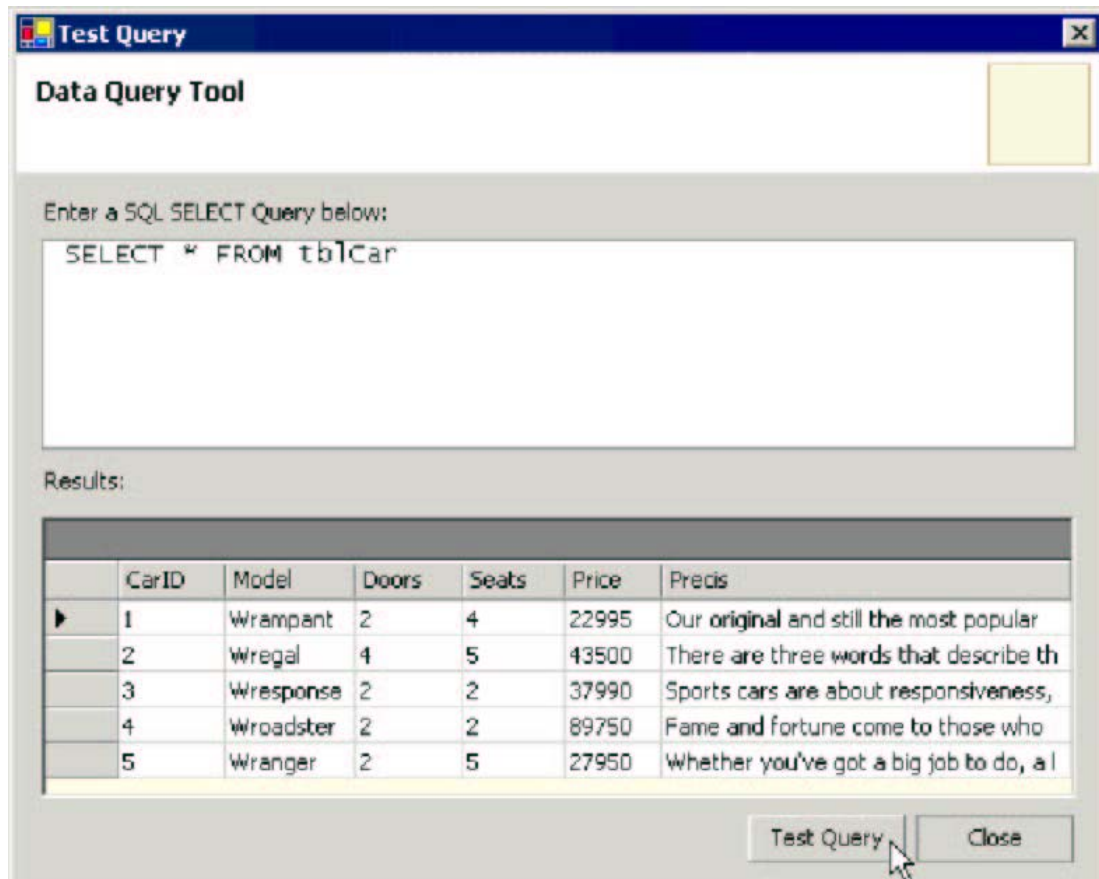 Test Query
Data Query Tool
Enter a SQL SELECT Query below:
SELECT * FROM tblCar
Results:
CarID Model Doors Seats Price Precis
1 Wrampant 2 4 22995 Our original and still the most popular
2 Wregal 4 5 43500 There are three words that describe th
3 Wresponse 2 2 37990 Sports cars are about responsiveness,
4 Wroadster 2 2 89750 Fame and fortune come to those who
5 Wranger 2 5 27950 Whether you've got a big job to do, a l
Test Query Close